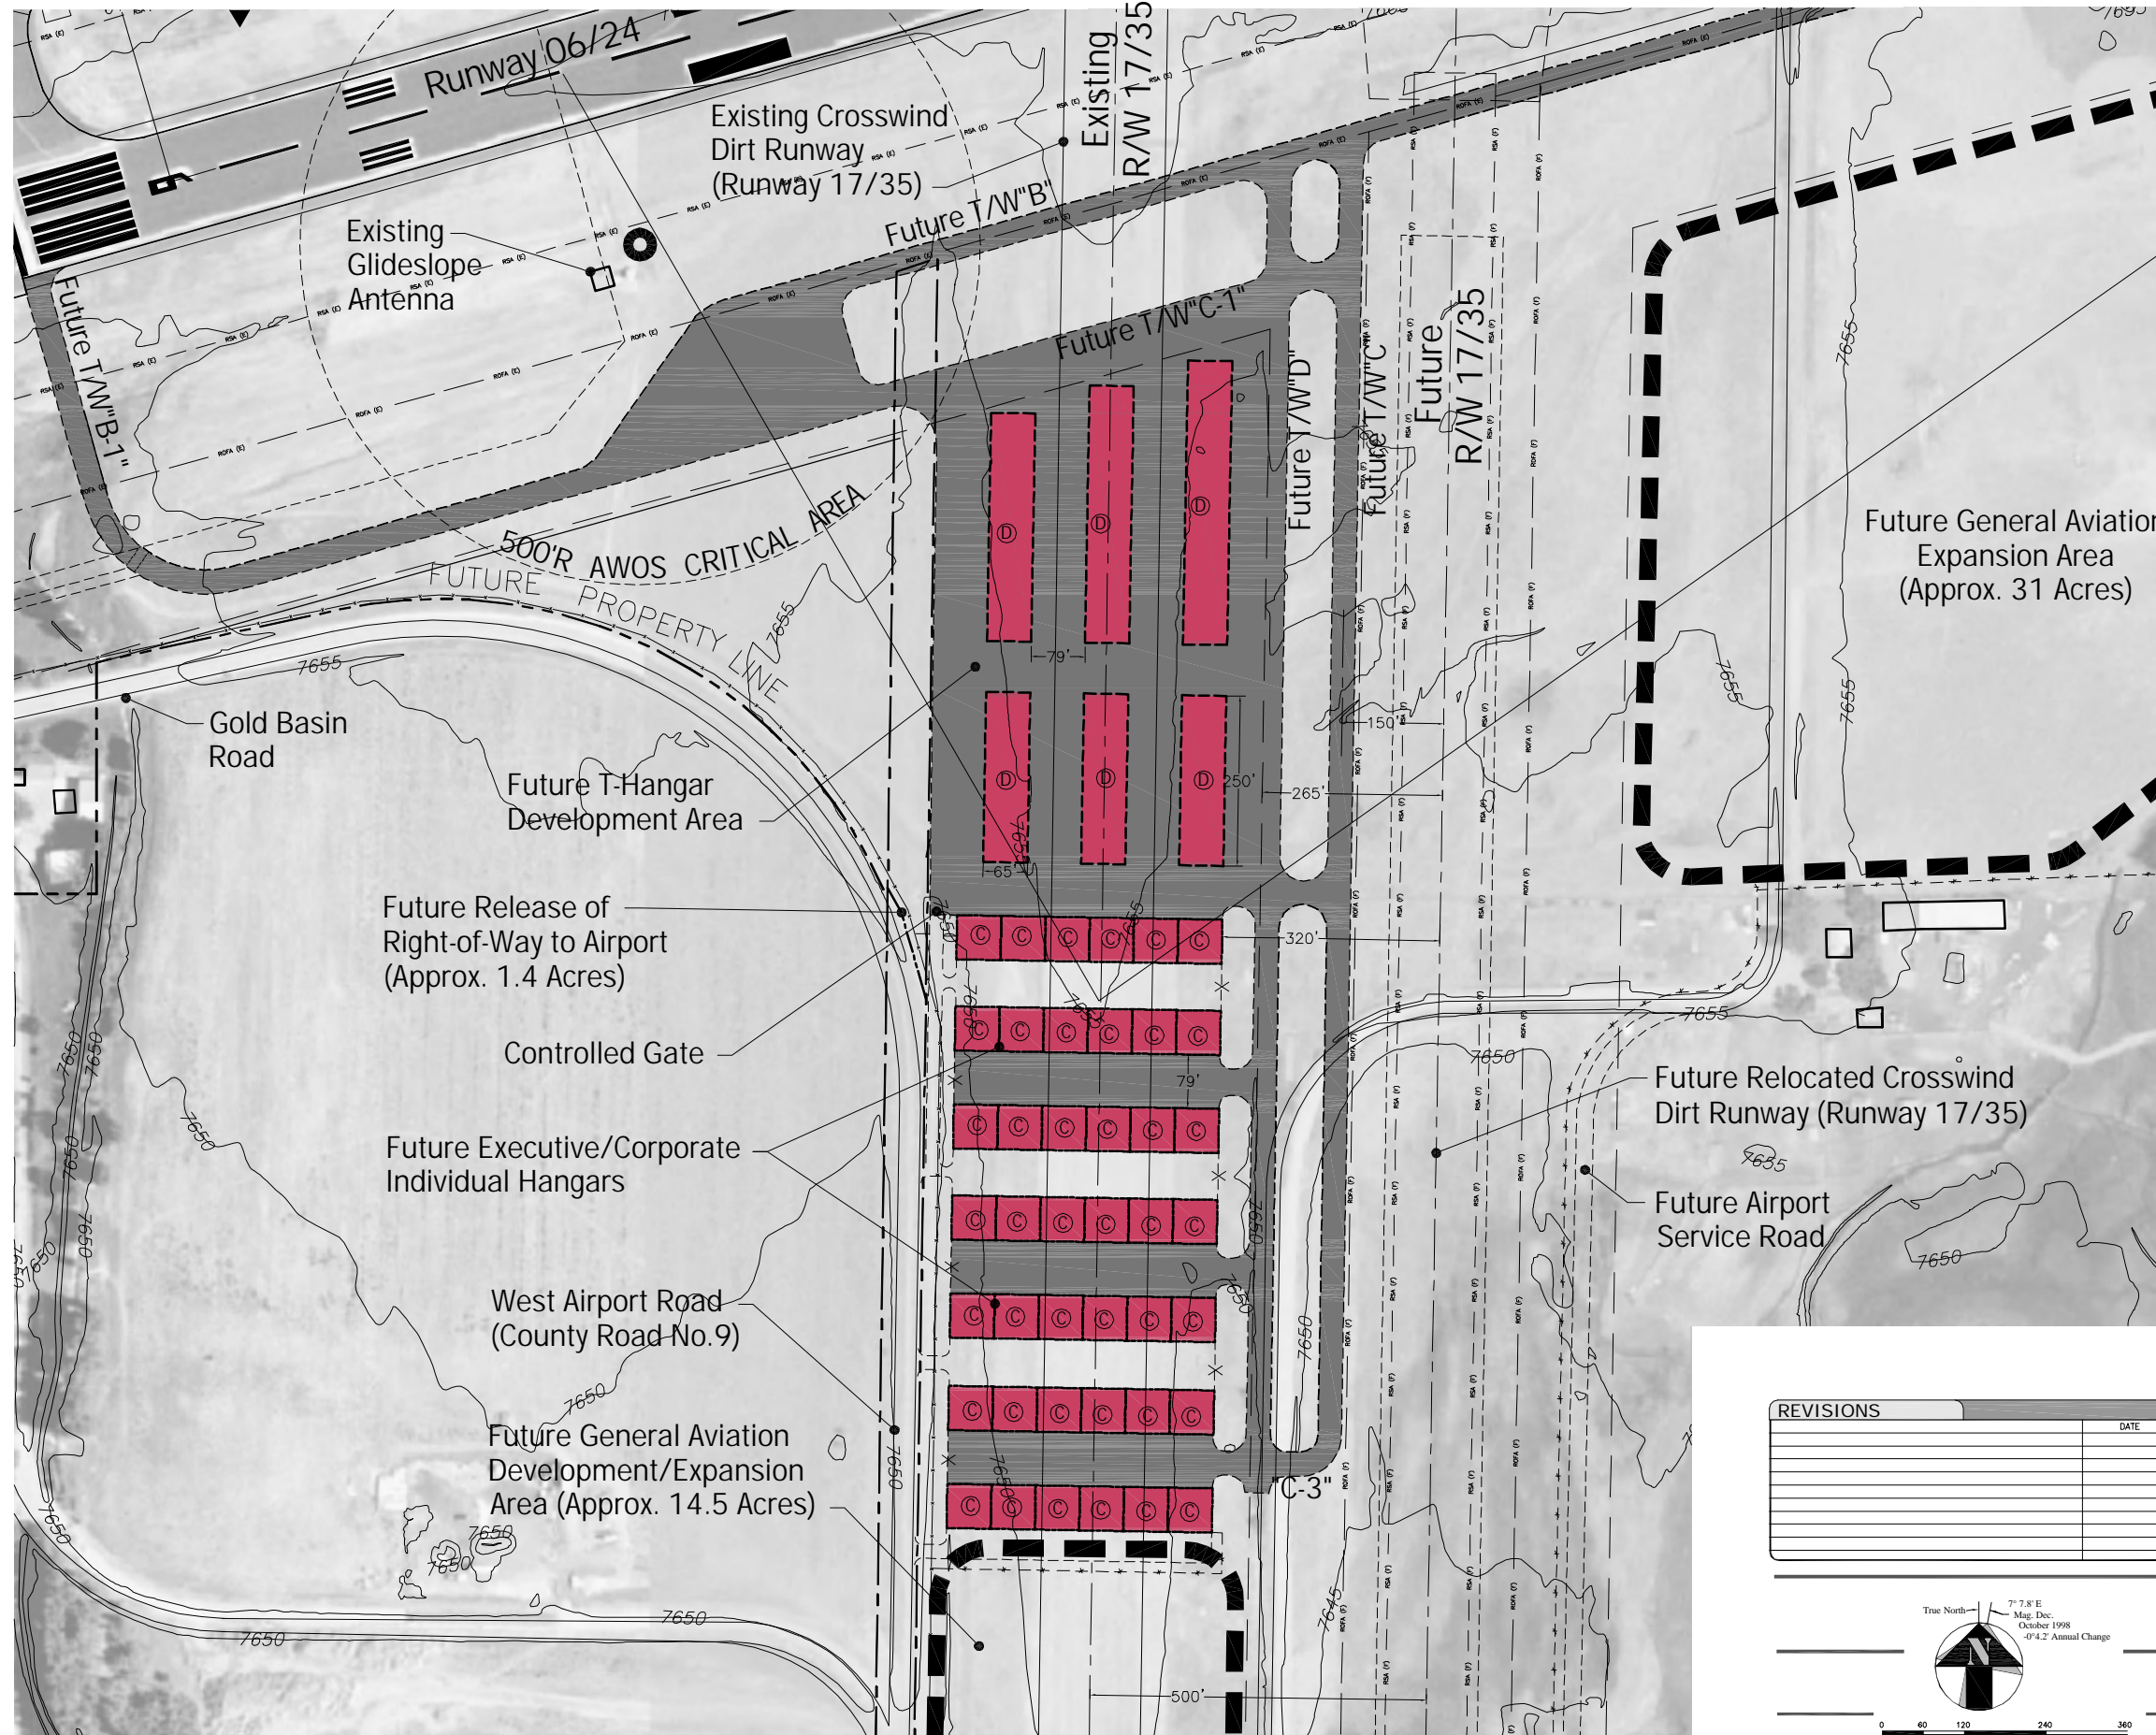 Runway 06/24
Existing
R/W 17/35
Existing Crosswind
Dirt Runway
(Runway 17/35)
Existing
Glideslope
Antenna
Future T/W"B"
Future T/W"B-1"
Future T/W"C-1"
Future T/W"D"
Future T/W"C"
Future
R/W 17/35
500'R AWOS CRITICAL AREA
FUTURE PROPERTY LINE
Future General Aviation
Expansion Area
(Approx. 31 Acres)
Gold Basin
Road
Future T-Hangar
Development Area
79'
150'
250'
265'
65'
Future Release of
Right-of-Way to Airport
(Approx. 1.4 Acres)
320'
Controlled Gate
79'
Future Executive/Corporate
Individual Hangars
Future Relocated Crosswind
Dirt Runway (Runway 17/35)
Future Airport
Service Road
West Airport Road
(County Road No.9)
Future General Aviation
Development/Expansion
Area (Approx. 14.5 Acres)
"C-3"
500'
D D D
D D D
C C C C C C
C C C C C C
C C C C C C
C C C C C C
C C C C C C
C C C C C C
C C C C C C
7655
7650
7645
RSA (E)
ROFA (E)
RSA (F)
ROFA (F)
REVISIONS
DATE
True North
7° 7.8' E
Mag. Dec.
October 1998
-0°4.2' Annual Change
N
0 60 120 240 360